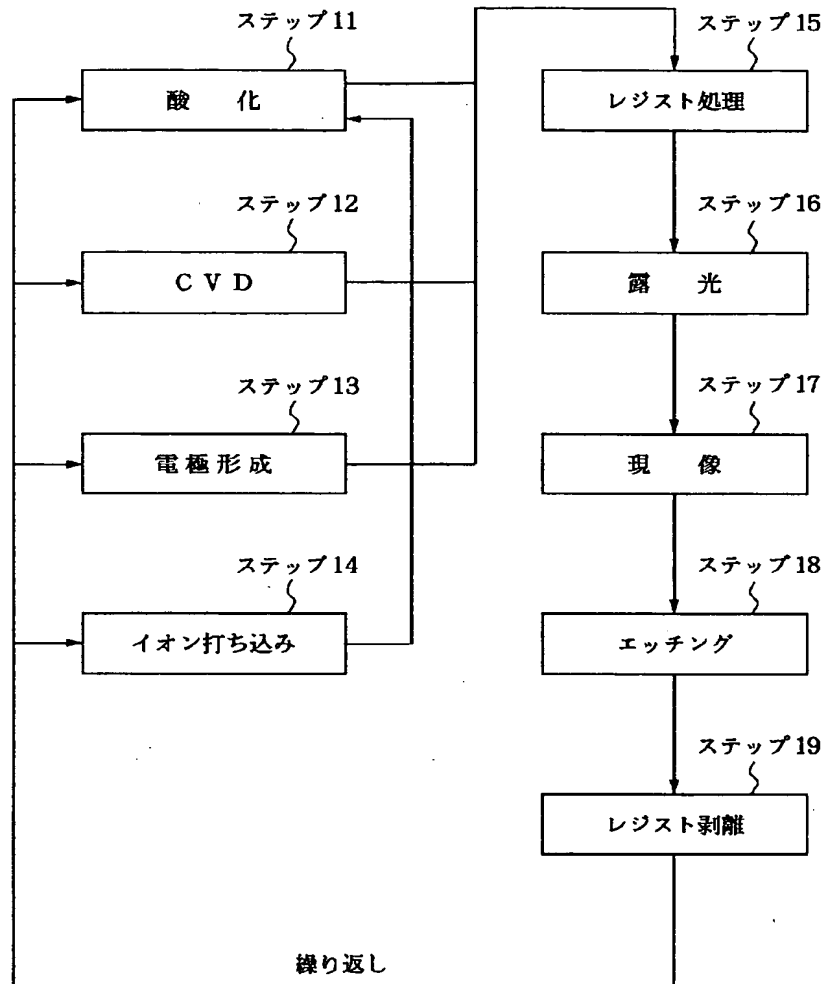 ステップ11
酸化
ステップ12
CVD
ステップ13
電極形成
ステップ14
イオン打ち込み
ステップ15
レジスト処理
ステップ16
露光
ステップ17
現像
ステップ18
エッチング
ステップ19
レジスト剥離
繰り返し